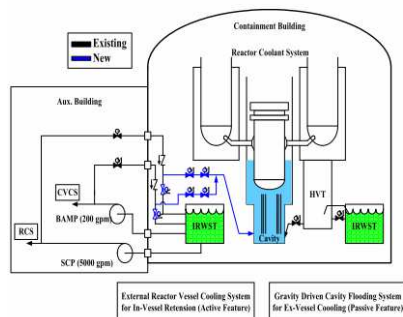 Containment Building
Existing
New
Reactor Coolant System
Aux. Building
CVCS
BAMP (200 gpm)
HVT
RCS
IRWST
Cavity
IRWST
SCP (5000 gpm)
External Reactor Vessel Cooling System
for In-Vessel Retension (Active Feature)
Gravity Driven Cavity Flooding System
for Ex-Vessel Cooling (Passive Feature)